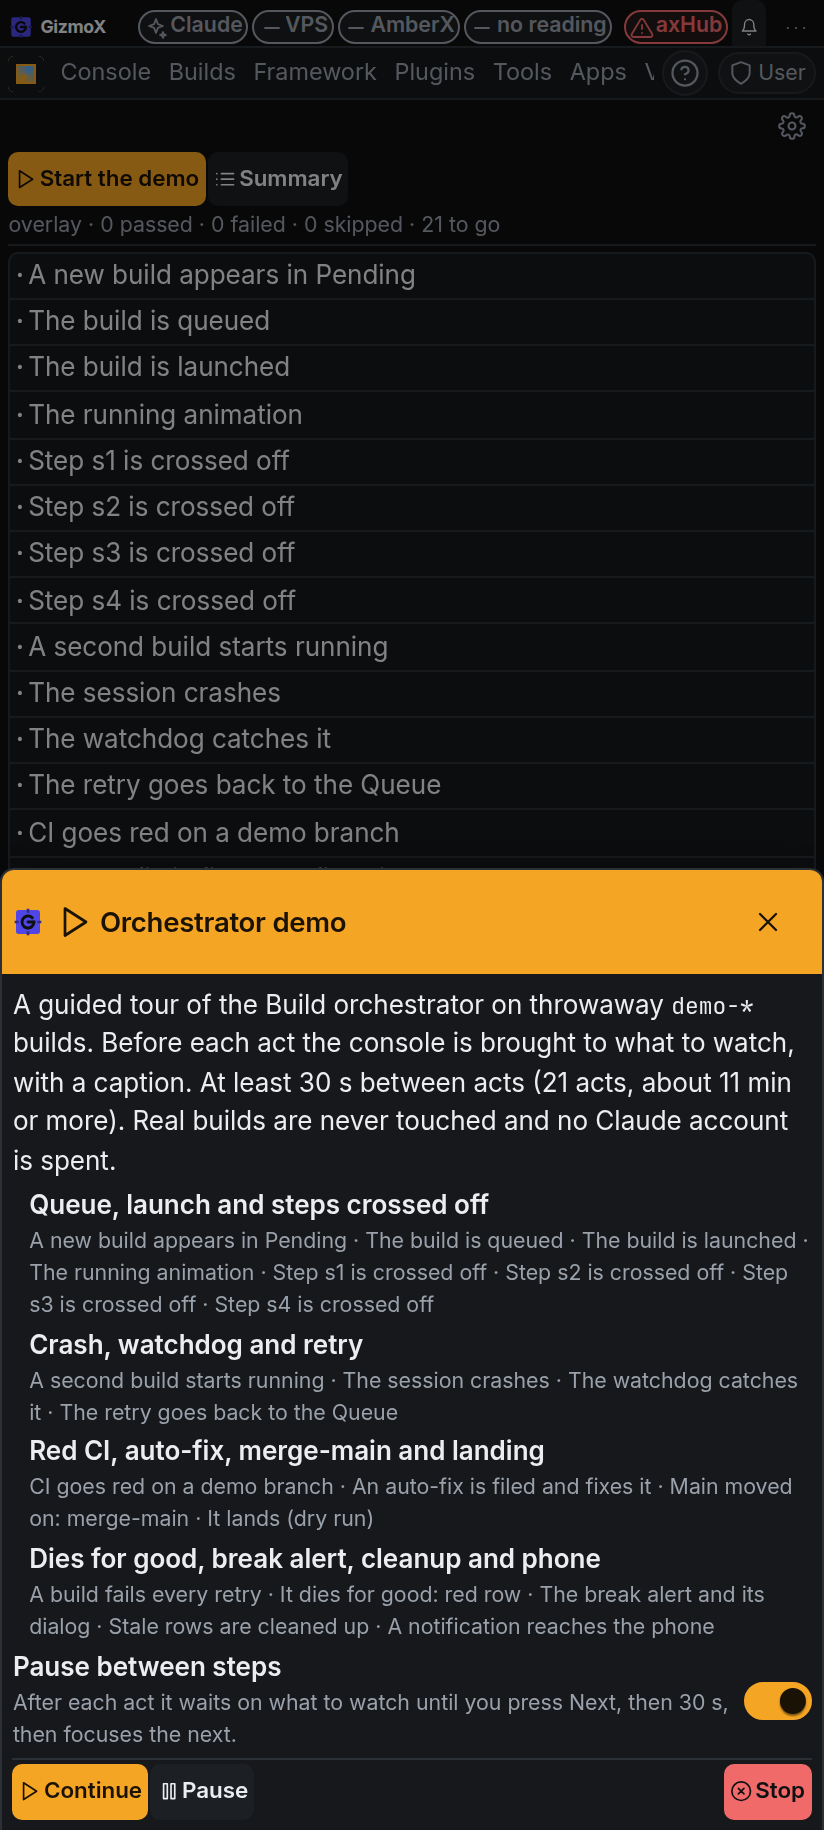 GizmoX Claude VPS AmberX no reading axHub ...
Console Builds Framework Plugins Tools Apps User
Start the demo Summary
overlay · 0 passed · 0 failed · 0 skipped · 21 to go
· A new build appears in Pending
· The build is queued
· The build is launched
· The running animation
· Step s1 is crossed off
· Step s2 is crossed off
· Step s3 is crossed off
· Step s4 is crossed off
· A second build starts running
· The session crashes
· The watchdog catches it
· The retry goes back to the Queue
· CI goes red on a demo branch
Orchestrator demo
A guided tour of the Build orchestrator on throwaway demo-*
builds. Before each act the console is brought to what to watch,
with a caption. At least 30 s between acts (21 acts, about 11 min
or more). Real builds are never touched and no Claude account
is spent.
Queue, launch and steps crossed off
A new build appears in Pending · The build is queued · The build is launched ·
The running animation · Step s1 is crossed off · Step s2 is crossed off · Step
s3 is crossed off · Step s4 is crossed off
Crash, watchdog and retry
A second build starts running · The session crashes · The watchdog catches
it · The retry goes back to the Queue
Red CI, auto-fix, merge-main and landing
CI goes red on a demo branch · An auto-fix is filed and fixes it · Main moved
on: merge-main · It lands (dry run)
Dies for good, break alert, cleanup and phone
A build fails every retry · It dies for good: red row · The break alert and its
dialog · Stale rows are cleaned up · A notification reaches the phone
Pause between steps
After each act it waits on what to watch until you press Next, then 30 s,
then focuses the next.
Continue Pause Stop